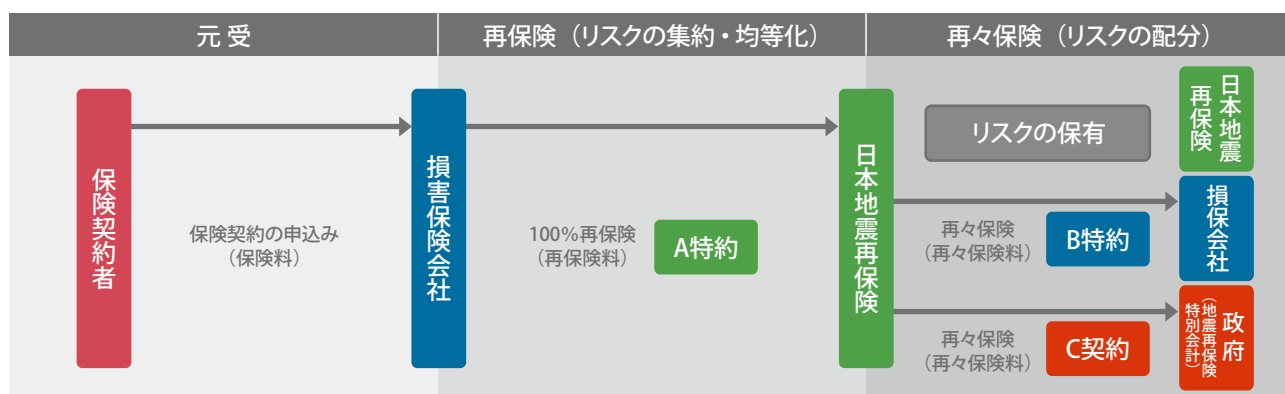 元 受
再保険（リスクの集約・均等化）
再々保険（リスクの配分）
保険契約者
保険契約の申込み
（保険料）
損害保険会社
100％再保険
（再保険料）
A特約
日本地震再保険
リスクの保有
日本地震
再保険
再々保険
（再々保険料）
B特約
損保会社
再々保険
（再々保険料）
C契約
政府
（地震再保険
特別会計）